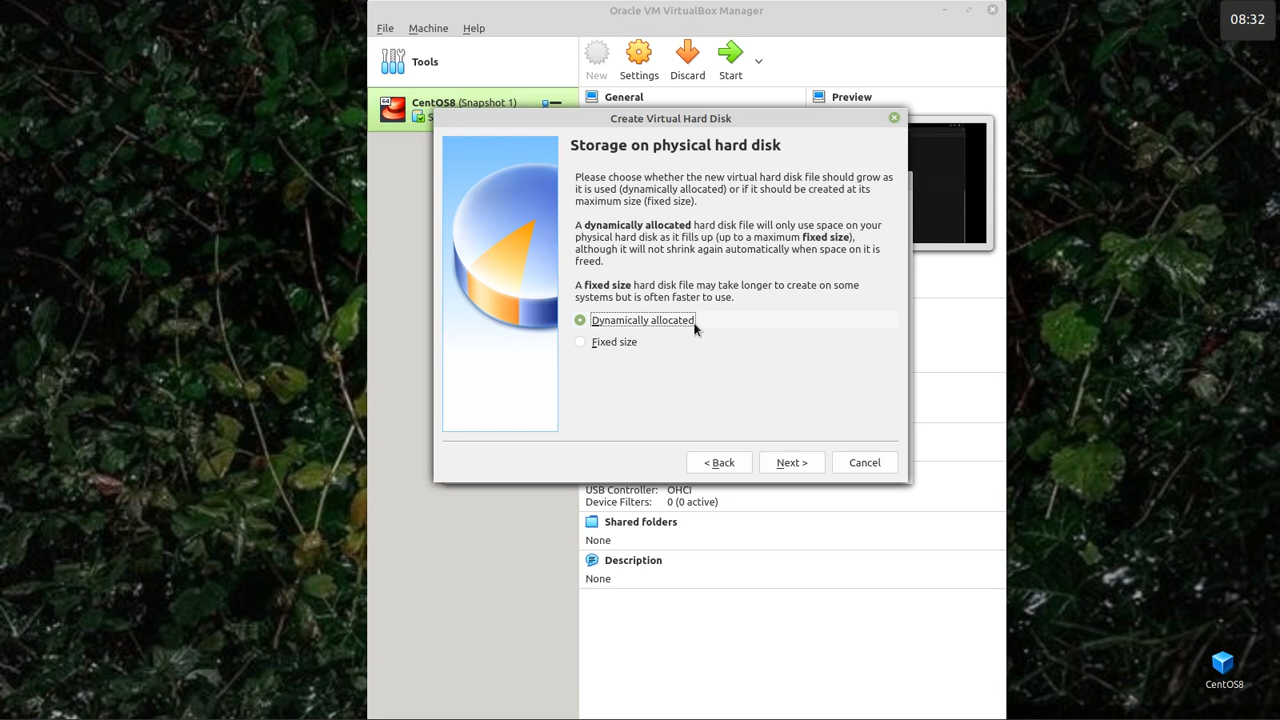 Oracle VM VirtualBox Manager
08:32
File Machine Help
Tools
New Settings Discard Start
64 CentOS8 (Snapshot 1)
S
General
Preview
Create Virtual Hard Disk
Storage on physical hard disk
Please choose whether the new virtual hard disk file should grow as
it is used (dynamically allocated) or if it should be created at its
maximum size (fixed size).
A dynamically allocated hard disk file will only use space on your
physical hard disk as it fills up (up to a maximum fixed size),
although it will not shrink again automatically when space on it is
freed.
A fixed size hard disk file may take longer to create on some
systems but is often faster to use.
Dynamically allocated
Fixed size
< Back Next > Cancel
USB Controller: OHCI
Device Filters: 0 (0 active)
Shared folders
None
Description
None
CentOS8